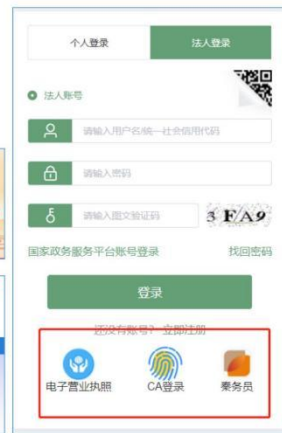 个人登录
法人登录
法人账号
请输入用户名/统一社会信用代码
请输入密码
请输入图文验证码
3 FA9
国家政务服务平台账号登录
找回密码
登录
还没有账号？ 立即注册
电子营业执照
CA登录
秦务员